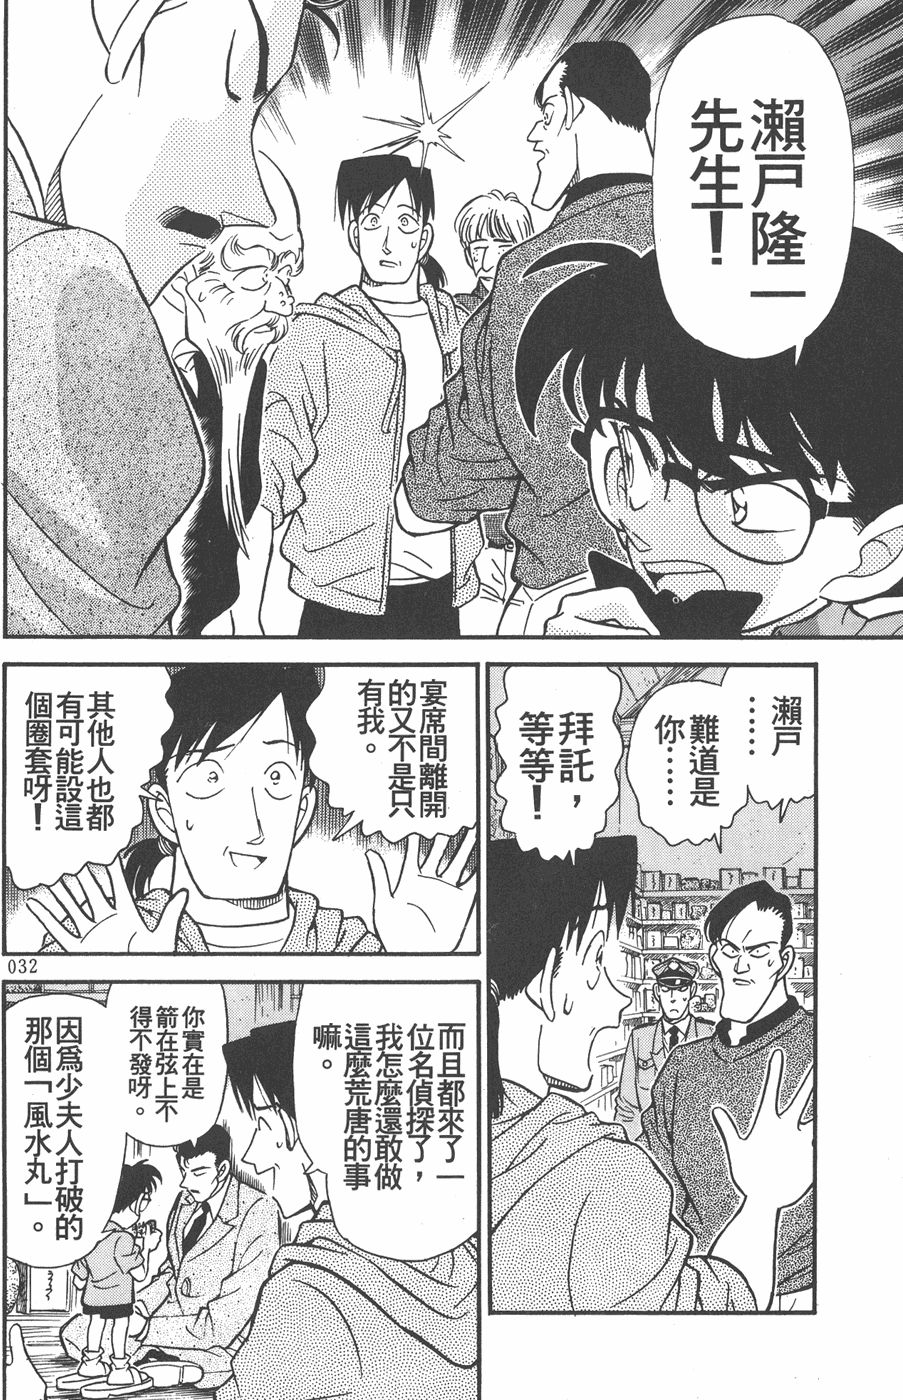 瀨戶隆一
先生！
瀨戶
……
難道是
你……
拜託，
等等！
宴席間離開
的又不是只
有我。
其他人也都
有可能設這
個圈套呀！
032
而且都來了一
位名偵探了，
我怎麼還敢做
這麼荒唐的事
嘛。
你實在是
箭在弦上不
得不發呀。
因為少夫人打破的
那個「風水丸」。